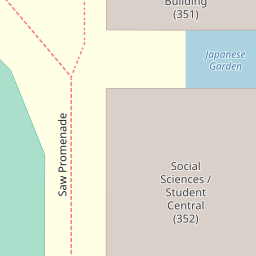 Building
(351)
Japanese
Garden
Saw Promenade
Social
Sciences /
Student
Central
(352)